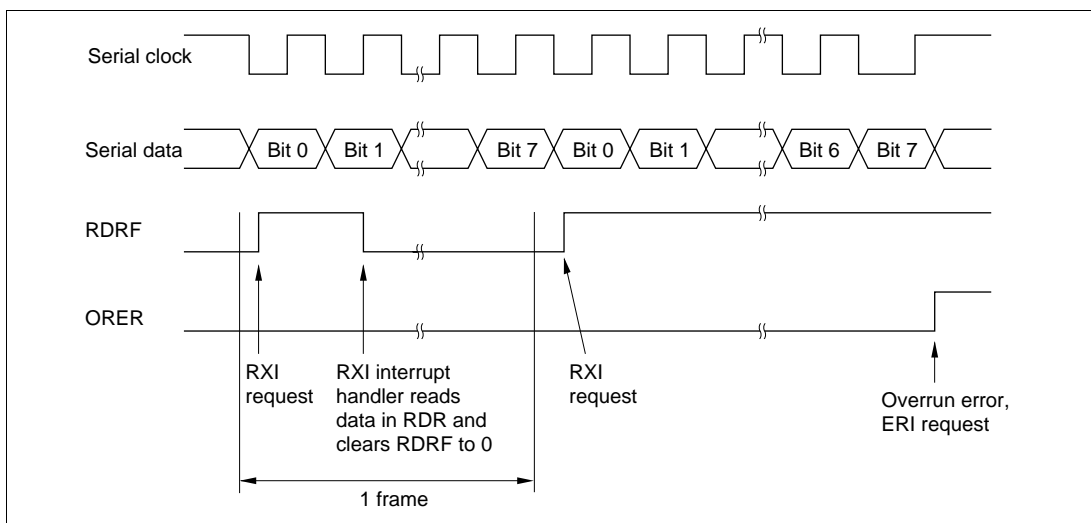 Serial clock
Serial data
Bit 0
Bit 1
Bit 7
Bit 0
Bit 1
Bit 6
Bit 7
RDRF
ORER
RXI
request
RXI interrupt
handler reads
data in RDR and
clears RDRF to 0
RXI
request
Overrun error,
ERI request
1 frame